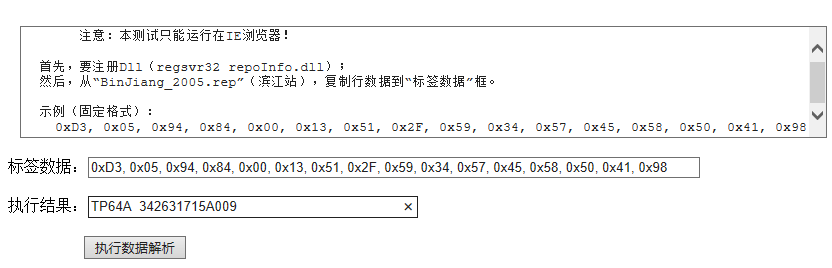 注意：本测试只能运行在IE浏览器！
首先，要注册Dll（regsvr32 repoInfo.dll）；
然后，从“BinJiang_2005.rep”（滨江站），复制行数据到“标签数据”框。
示例（固定格式）：
0xD3, 0x05, 0x94, 0x84, 0x00, 0x13, 0x51, 0x2F, 0x59, 0x34, 0x57, 0x45, 0x58, 0x50, 0x41, 0x98
标签数据： 0xD3, 0x05, 0x94, 0x84, 0x00, 0x13, 0x51, 0x2F, 0x59, 0x34, 0x57, 0x45, 0x58, 0x50, 0x41, 0x98
执行结果： TP64A 342631715A009
执行数据解析